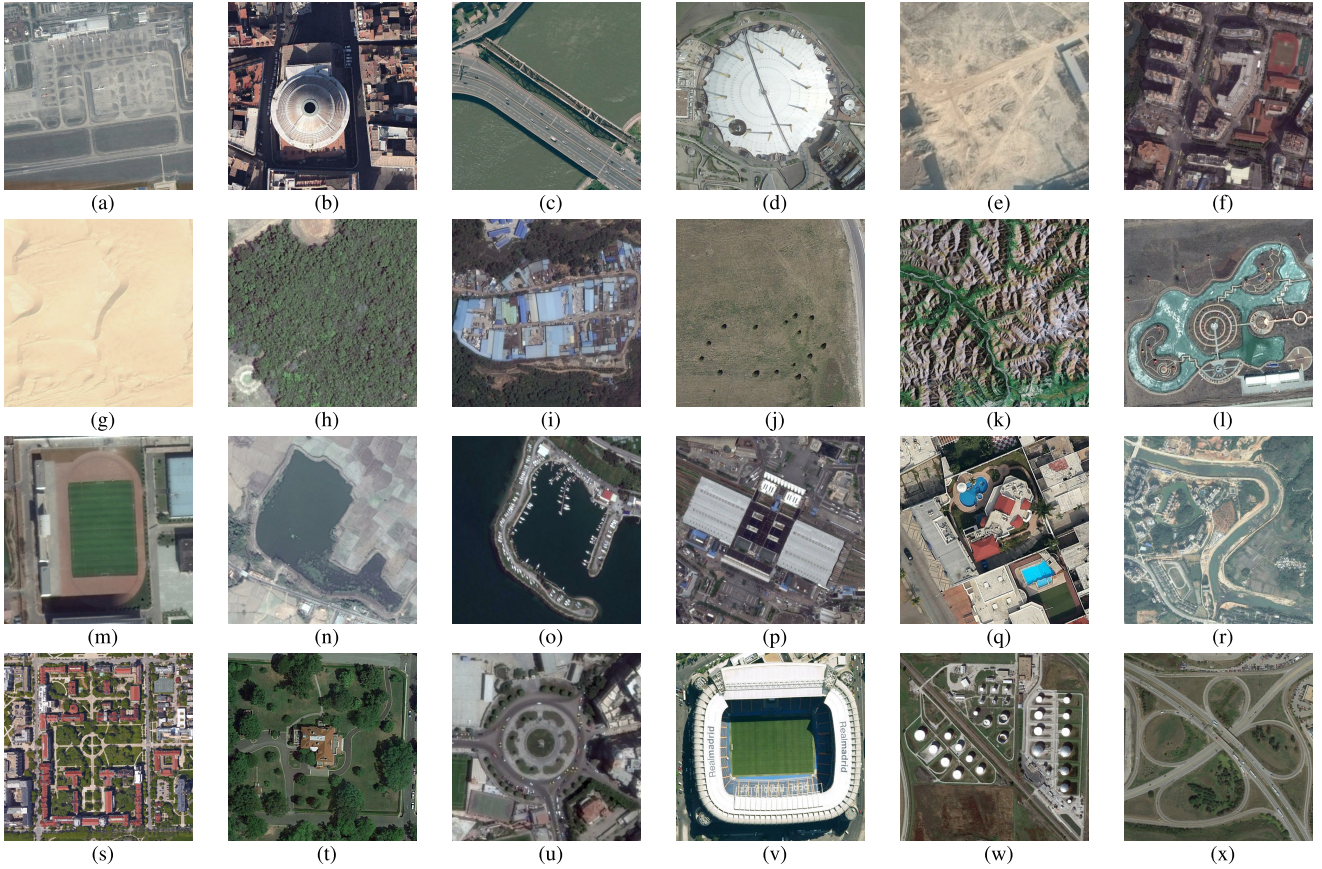 (a) (b) (c) (d) (e) (f)
(g) (h) (i) (j) (k) (l)
(m) (n) (o) (p) (q) (r)
Realmadrid Realmadrid
(s) (t) (u) (v) (w) (x)